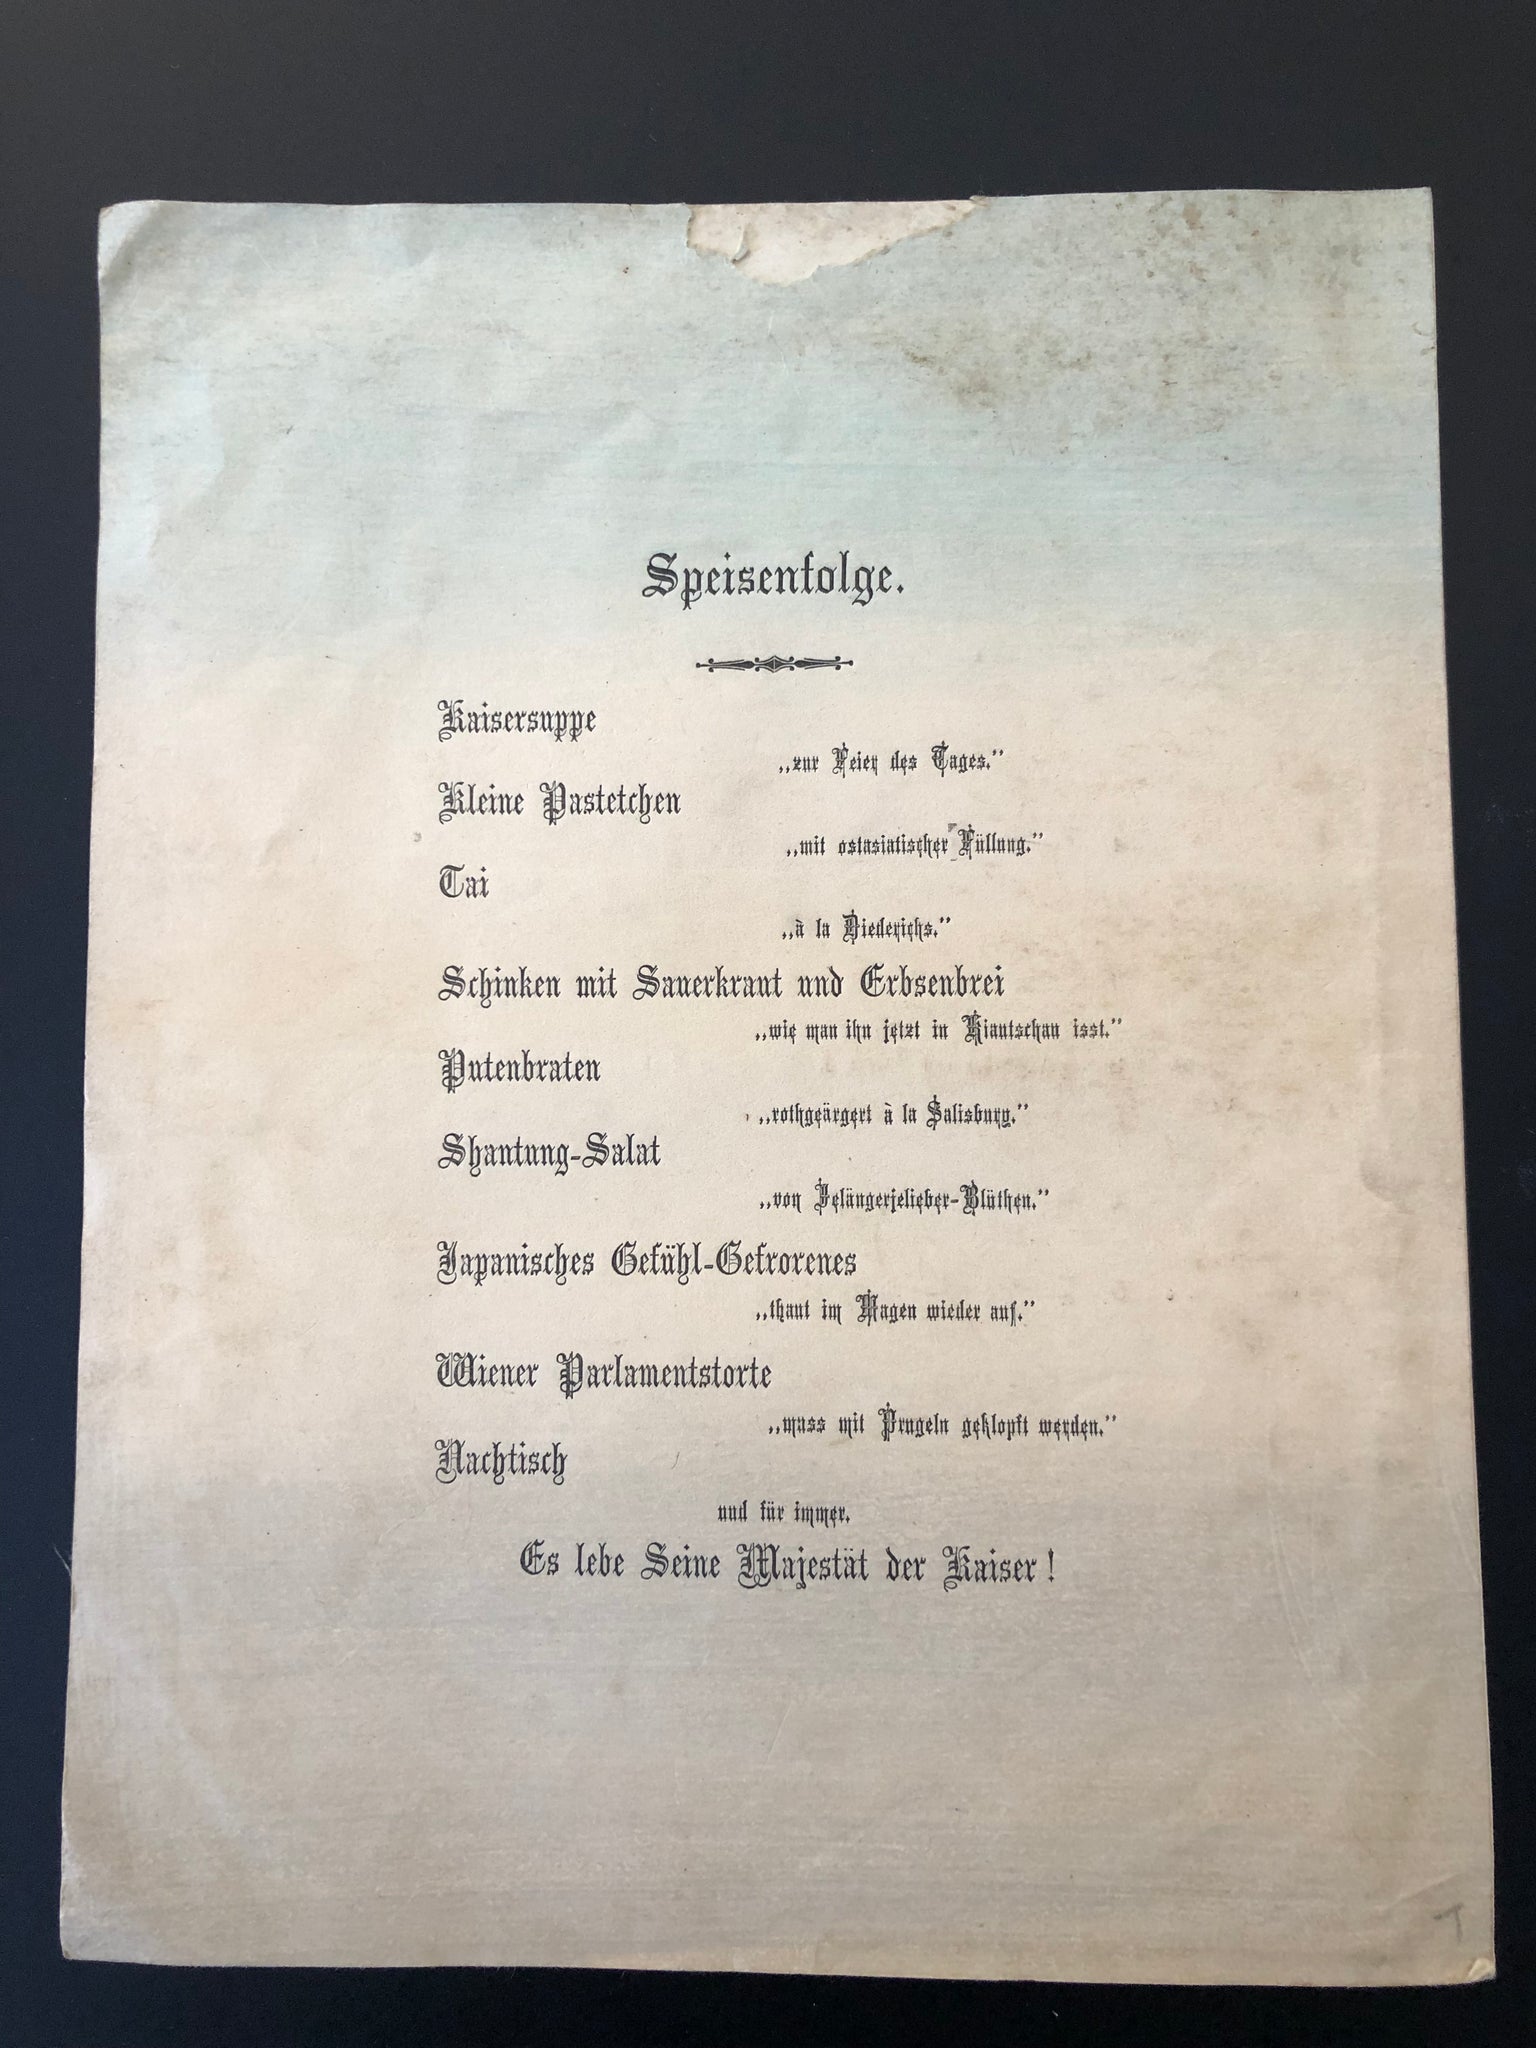 Speisenfolge.
Kaisersuppe
„zur Feier des Tages.”
Kleine Pastetchen
„mit ostasiatischer Füllung.”
Tai
„à la Diederichs.”
Schinken mit Sauerkraut und Erbsenbrei
„wie man ihn jetzt in Kiautschau isst.”
Putenbraten
„rothgeärgert à la Salisbury.”
Shantung-Salat
„von Jelängerjelieber-Blüthen.”
Japanisches Gefühl-Gefrorenes
„thaut im Magen wieder auf.”
Wiener Parlamentstorte
„muss mit Prugeln geklopft werden.”
Nachtisch
und für immer.
Es lebe Seine Majestät der Kaiser!
T